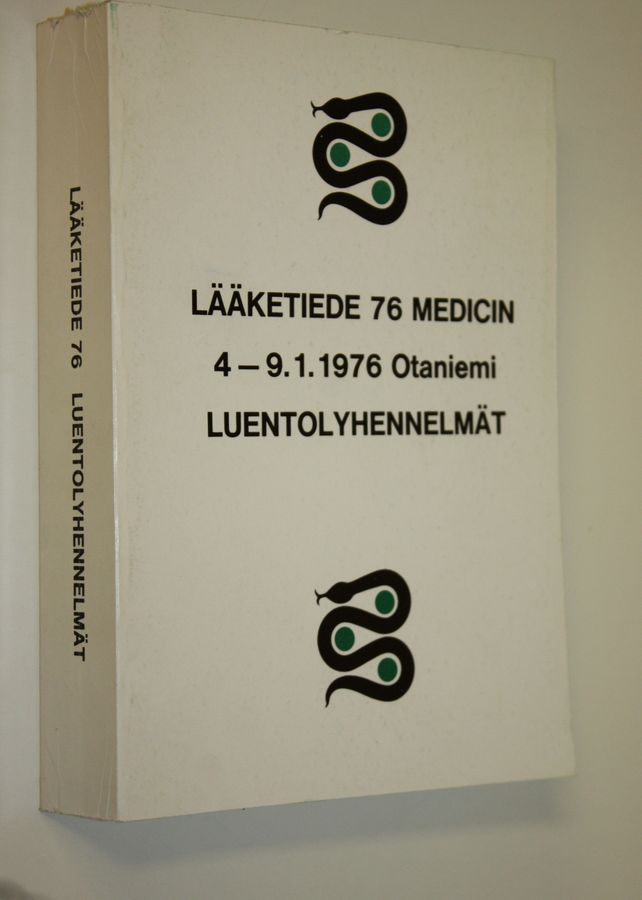 LÄÄKETIEDE 76 LUENTOLYHENNELMÄT
LÄÄKETIEDE 76 MEDICIN
4 – 9.1.1976 Otaniemi
LUENTOLYHENNELMÄT